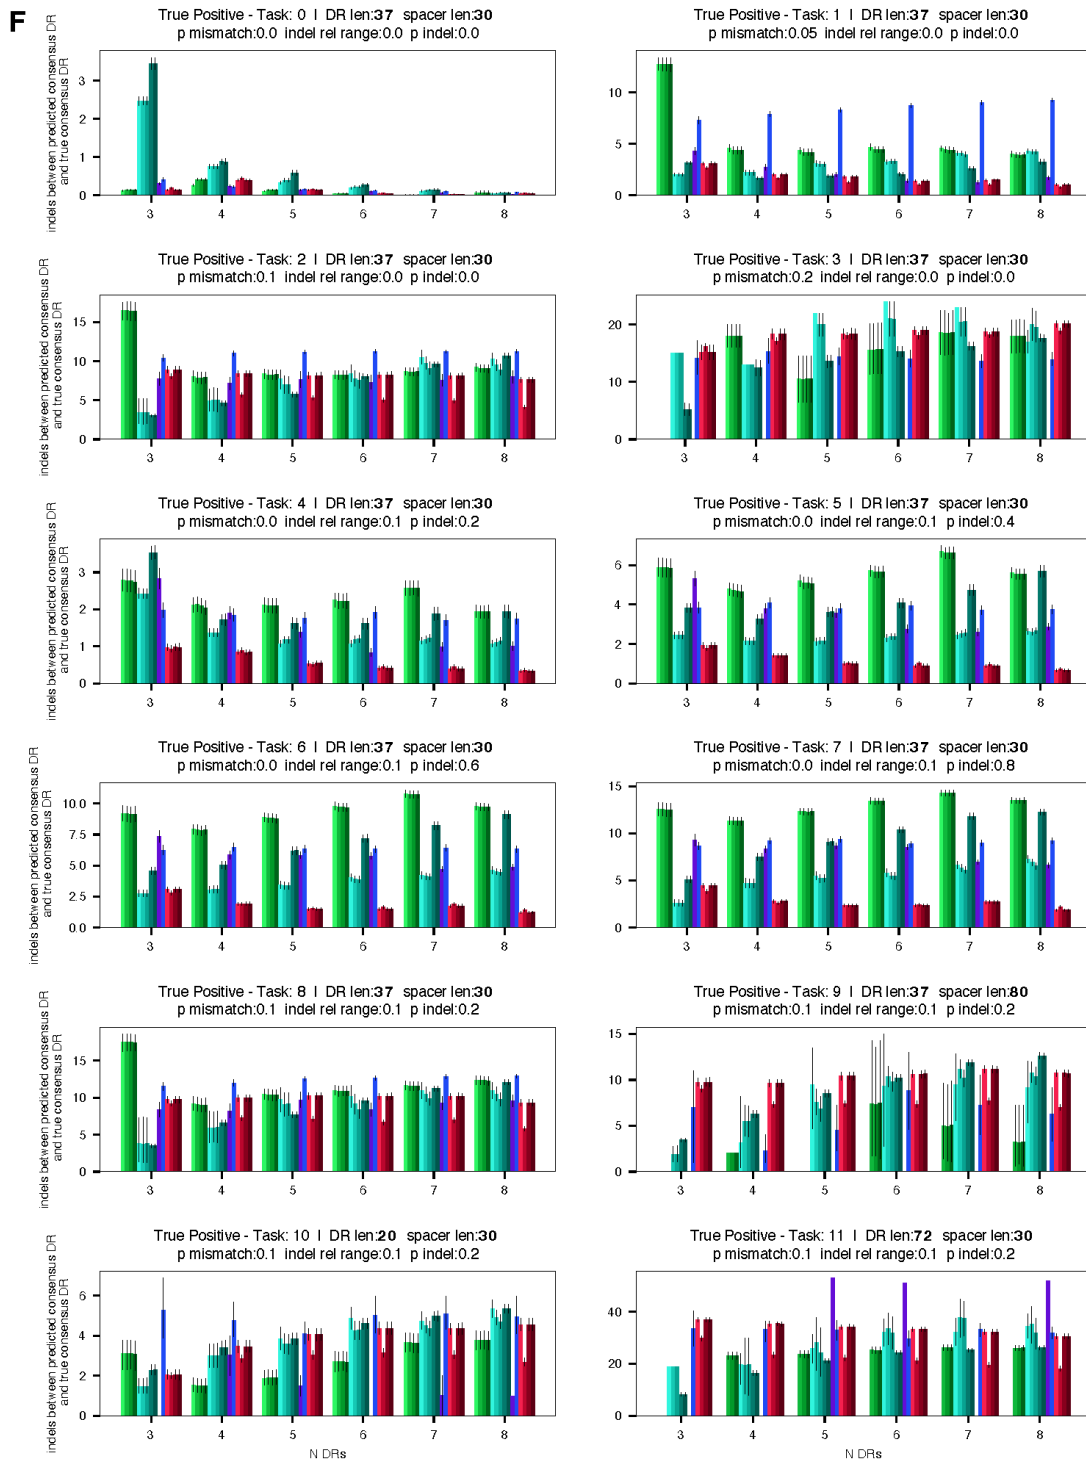 F
True Positive - Task: 0 | DR len:37 spacer len:30
p mismatch:0.0 indel rel range:0.0 p indel:0.0
indels between predicted consensus DR
and true consensus DR
3
2
1
0
3 4 5 6 7 8
True Positive - Task: 1 | DR len:37 spacer len:30
p mismatch:0.05 indel rel range:0.0 p indel:0.0
10
5
0
3 4 5 6 7 8
True Positive - Task: 2 | DR len:37 spacer len:30
p mismatch:0.1 indel rel range:0.0 p indel:0.0
indels between predicted consensus DR
and true consensus DR
15
10
5
0
3 4 5 6 7 8
True Positive - Task: 3 | DR len:37 spacer len:30
p mismatch:0.2 indel rel range:0.0 p indel:0.0
20
10
0
3 4 5 6 7 8
True Positive - Task: 4 | DR len:37 spacer len:30
p mismatch:0.0 indel rel range:0.1 p indel:0.2
indels between predicted consensus DR
and true consensus DR
3
2
1
0
3 4 5 6 7 8
True Positive - Task: 5 | DR len:37 spacer len:30
p mismatch:0.0 indel rel range:0.1 p indel:0.4
6
4
2
0
3 4 5 6 7 8
True Positive - Task: 6 | DR len:37 spacer len:30
p mismatch:0.0 indel rel range:0.1 p indel:0.6
indels between predicted consensus DR
and true consensus DR
10.0
7.5
5.0
2.5
0.0
3 4 5 6 7 8
True Positive - Task: 7 | DR len:37 spacer len:30
p mismatch:0.0 indel rel range:0.1 p indel:0.8
15
10
5
0
3 4 5 6 7 8
True Positive - Task: 8 | DR len:37 spacer len:30
p mismatch:0.1 indel rel range:0.1 p indel:0.2
indels between predicted consensus DR
and true consensus DR
15
10
5
0
3 4 5 6 7 8
True Positive - Task: 9 | DR len:37 spacer len:80
p mismatch:0.1 indel rel range:0.1 p indel:0.2
15
10
5
0
3 4 5 6 7 8
True Positive - Task: 10 | DR len:20 spacer len:30
p mismatch:0.1 indel rel range:0.1 p indel:0.2
indels between predicted consensus DR
and true consensus DR
6
4
2
0
3 4 5 6 7 8
N DRs
True Positive - Task: 11 | DR len:72 spacer len:30
p mismatch:0.1 indel rel range:0.1 p indel:0.2
40
20
0
3 4 5 6 7 8
N DRs